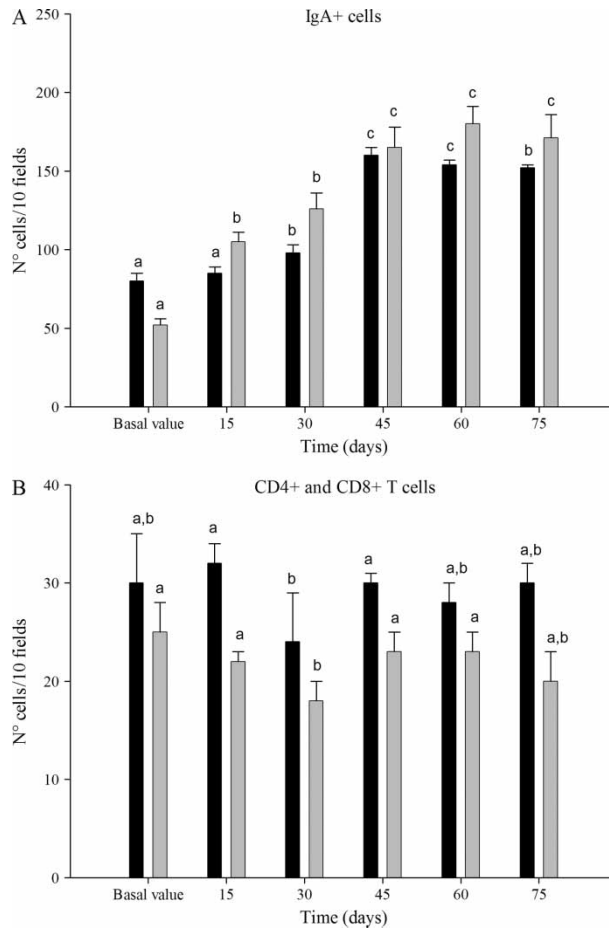 A
IgA+ cells
250
200
150
100
50
0
N° cells/10 fields
a
a
a
b
b
b
c
c
c
c
b
c
Basal value 15 30 45 60 75
Time (days)
B
CD4+ and CD8+ T cells
40
30
20
10
0
N° cells/10 fields
a,b
a
a
a
b
b
a
a
a,b
a
a,b
a,b
Basal value 15 30 45 60 75
Time (days)